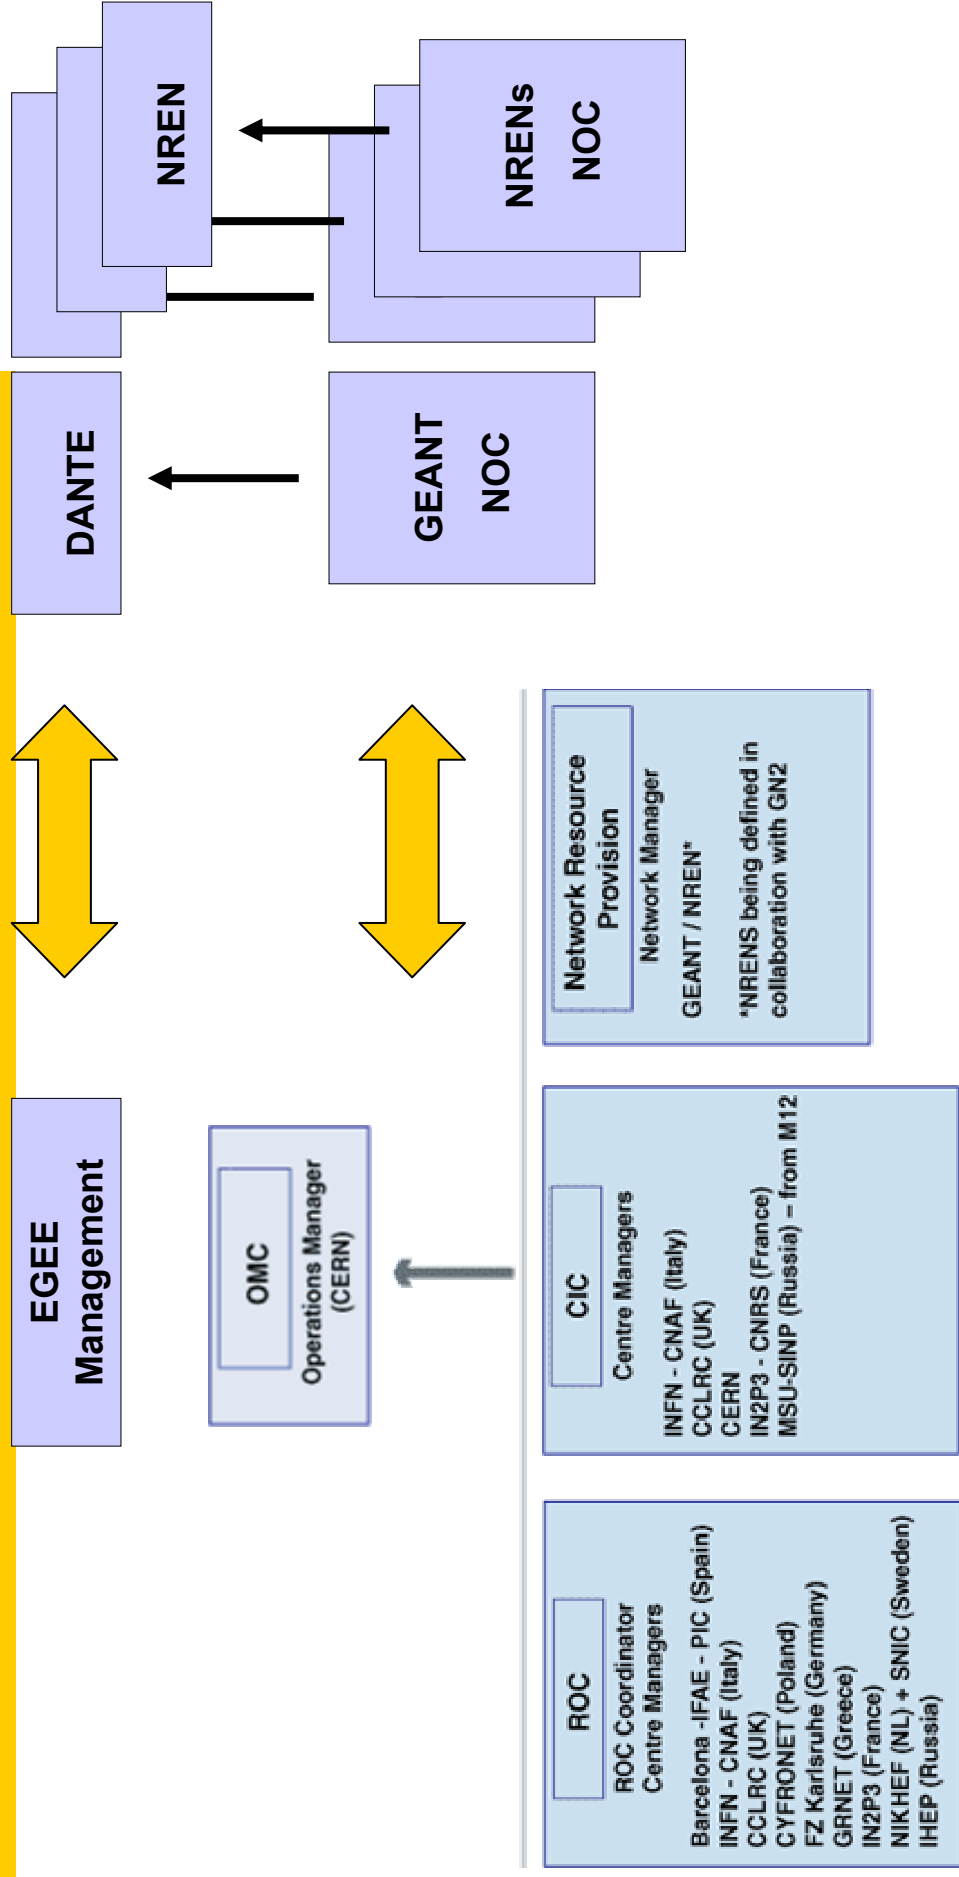 EGEE
Management
DANTE
NREN
OMC
Operations Manager
(CERN)
GEANT
NOC
NRENs
NOC
ROC
ROC Coordinator
Centre Managers
Barcelona -IFAE - PIC (Spain)
INFN - CNAF (Italy)
CCLRC (UK)
CYFRONET (Poland)
FZ Karlsruhe (Germany)
GRNET (Greece)
IN2P3 (France)
NIKHEF (NL) + SNIC (Sweden)
IHEP (Russia)
CIC
Centre Managers
INFN - CNAF (Italy)
CCLRC (UK)
CERN
IN2P3 - CNRS (France)
MSU-SINP (Russia) – from M12
Network Resource
Provision
Network Manager
GEANT / NREN*
*NRENS being defined in
collaboration with GN2